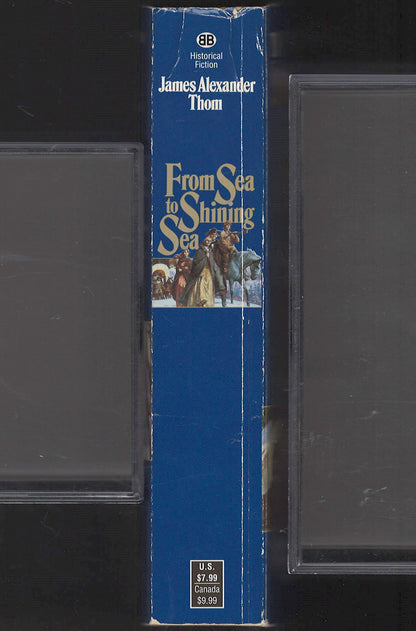 BB
Historical
Fiction
James Alexander
Thom
From Sea
to Shining
Sea
U.S.
$7.99
Canada
$9.99